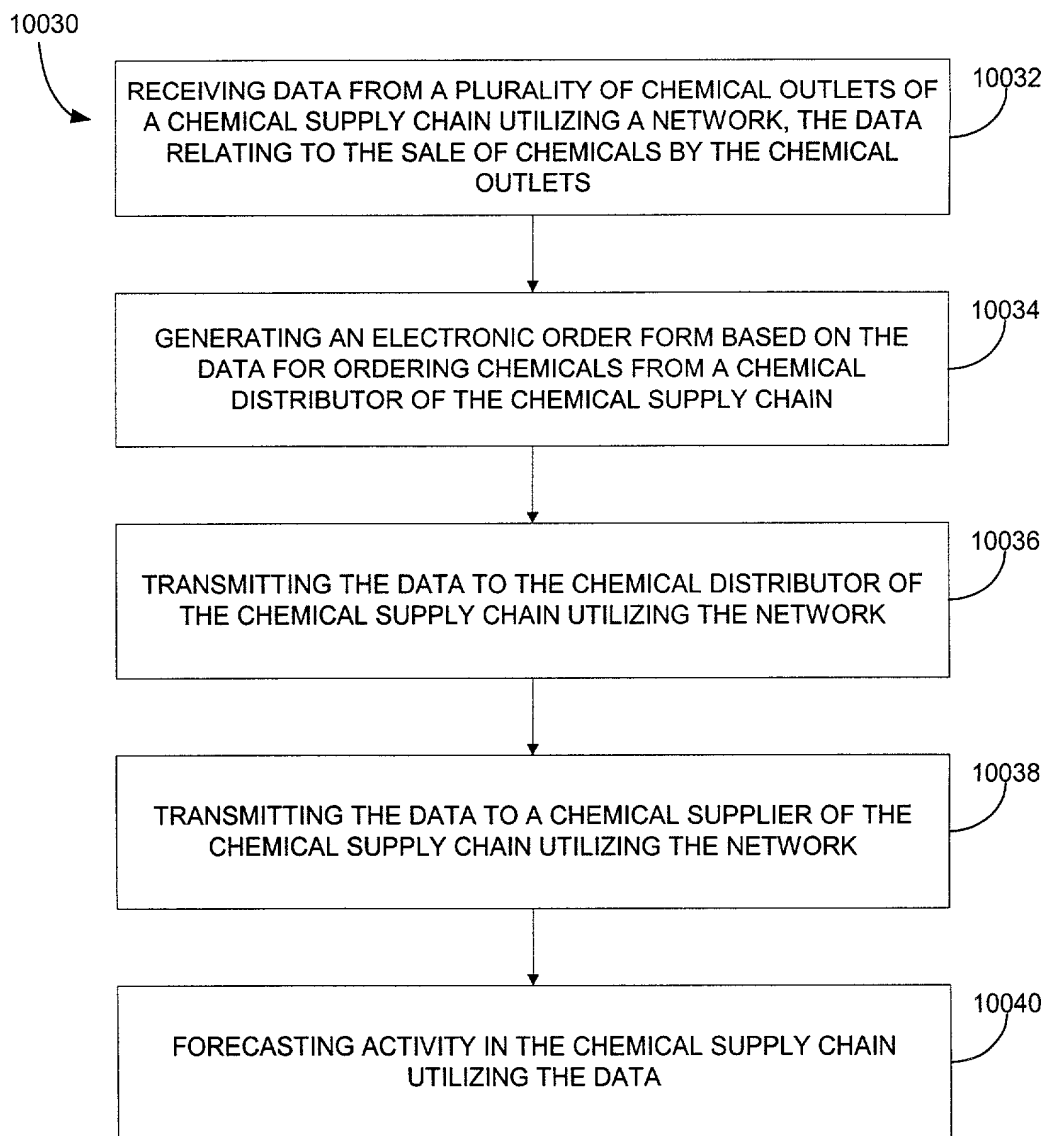 10030
RECEIVING DATA FROM A PLURALITY OF CHEMICAL OUTLETS OF
A CHEMICAL SUPPLY CHAIN UTILIZING A NETWORK, THE DATA
RELATING TO THE SALE OF CHEMICALS BY THE CHEMICAL
OUTLETS
10032
GENERATING AN ELECTRONIC ORDER FORM BASED ON THE
DATA FOR ORDERING CHEMICALS FROM A CHEMICAL
DISTRIBUTOR OF THE CHEMICAL SUPPLY CHAIN
10034
TRANSMITTING THE DATA TO THE CHEMICAL DISTRIBUTOR OF
THE CHEMICAL SUPPLY CHAIN UTILIZING THE NETWORK
10036
TRANSMITTING THE DATA TO A CHEMICAL SUPPLIER OF THE
CHEMICAL SUPPLY CHAIN UTILIZING THE NETWORK
10038
FORECASTING ACTIVITY IN THE CHEMICAL SUPPLY CHAIN
UTILIZING THE DATA
10040